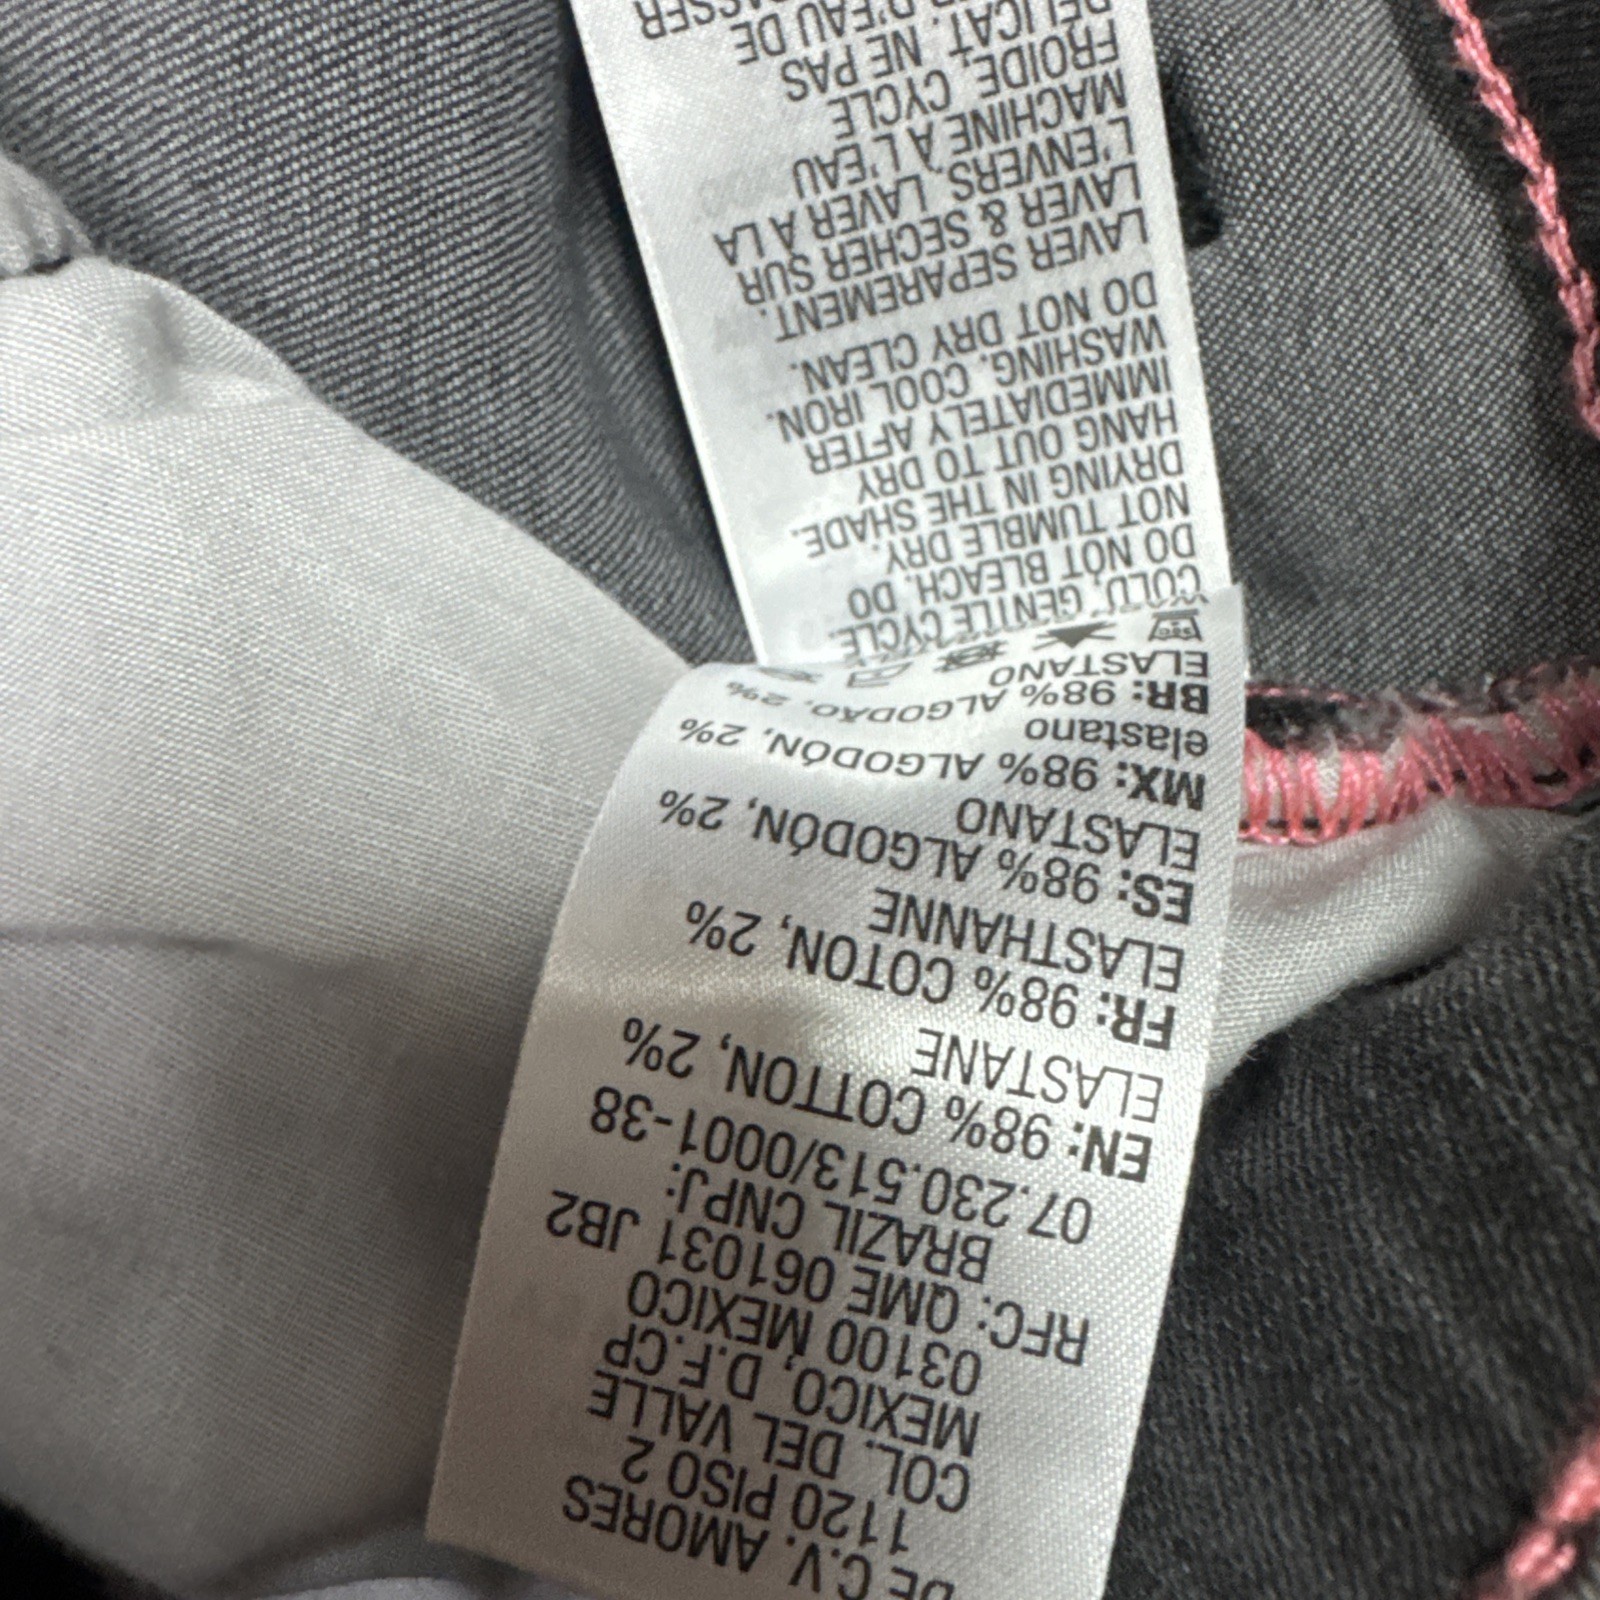 DE C.V. AMORES
1120 PISO 2
COL. DEL VALLE
MEXICO, D.F.CP
03100 MEXICO
RFC: QME 061031 JB2
BRAZIL CNPJ:
07.230.513/0001-38
EN: 98% COTTON, 2%
ELASTANE
FR: 98% COTON, 2%
ELASTHANNE
ES: 98% ALGODÓN, 2%
ELASTANO
MX: 98% ALGODÓN, 2%
elastano
BR: 98% ALGODÃO, 2%
ELASTANO
COLD, GENTLE CYCLE.
DO NOT BLEACH. DO
NOT TUMBLE DRY.
DRYING IN THE SHADE.
HANG OUT TO DRY
IMMEDIATELY AFTER
WASHING. COOL IRON.
DO NOT DRY CLEAN.
LAVER SEPAREMENT.
LAVER & SECHER SUR
L'ENVERS. LAVER À LA
MACHINE À L'EAU
FROIDE. CYCLE
DELICAT. NE PAS
D'EAU DE